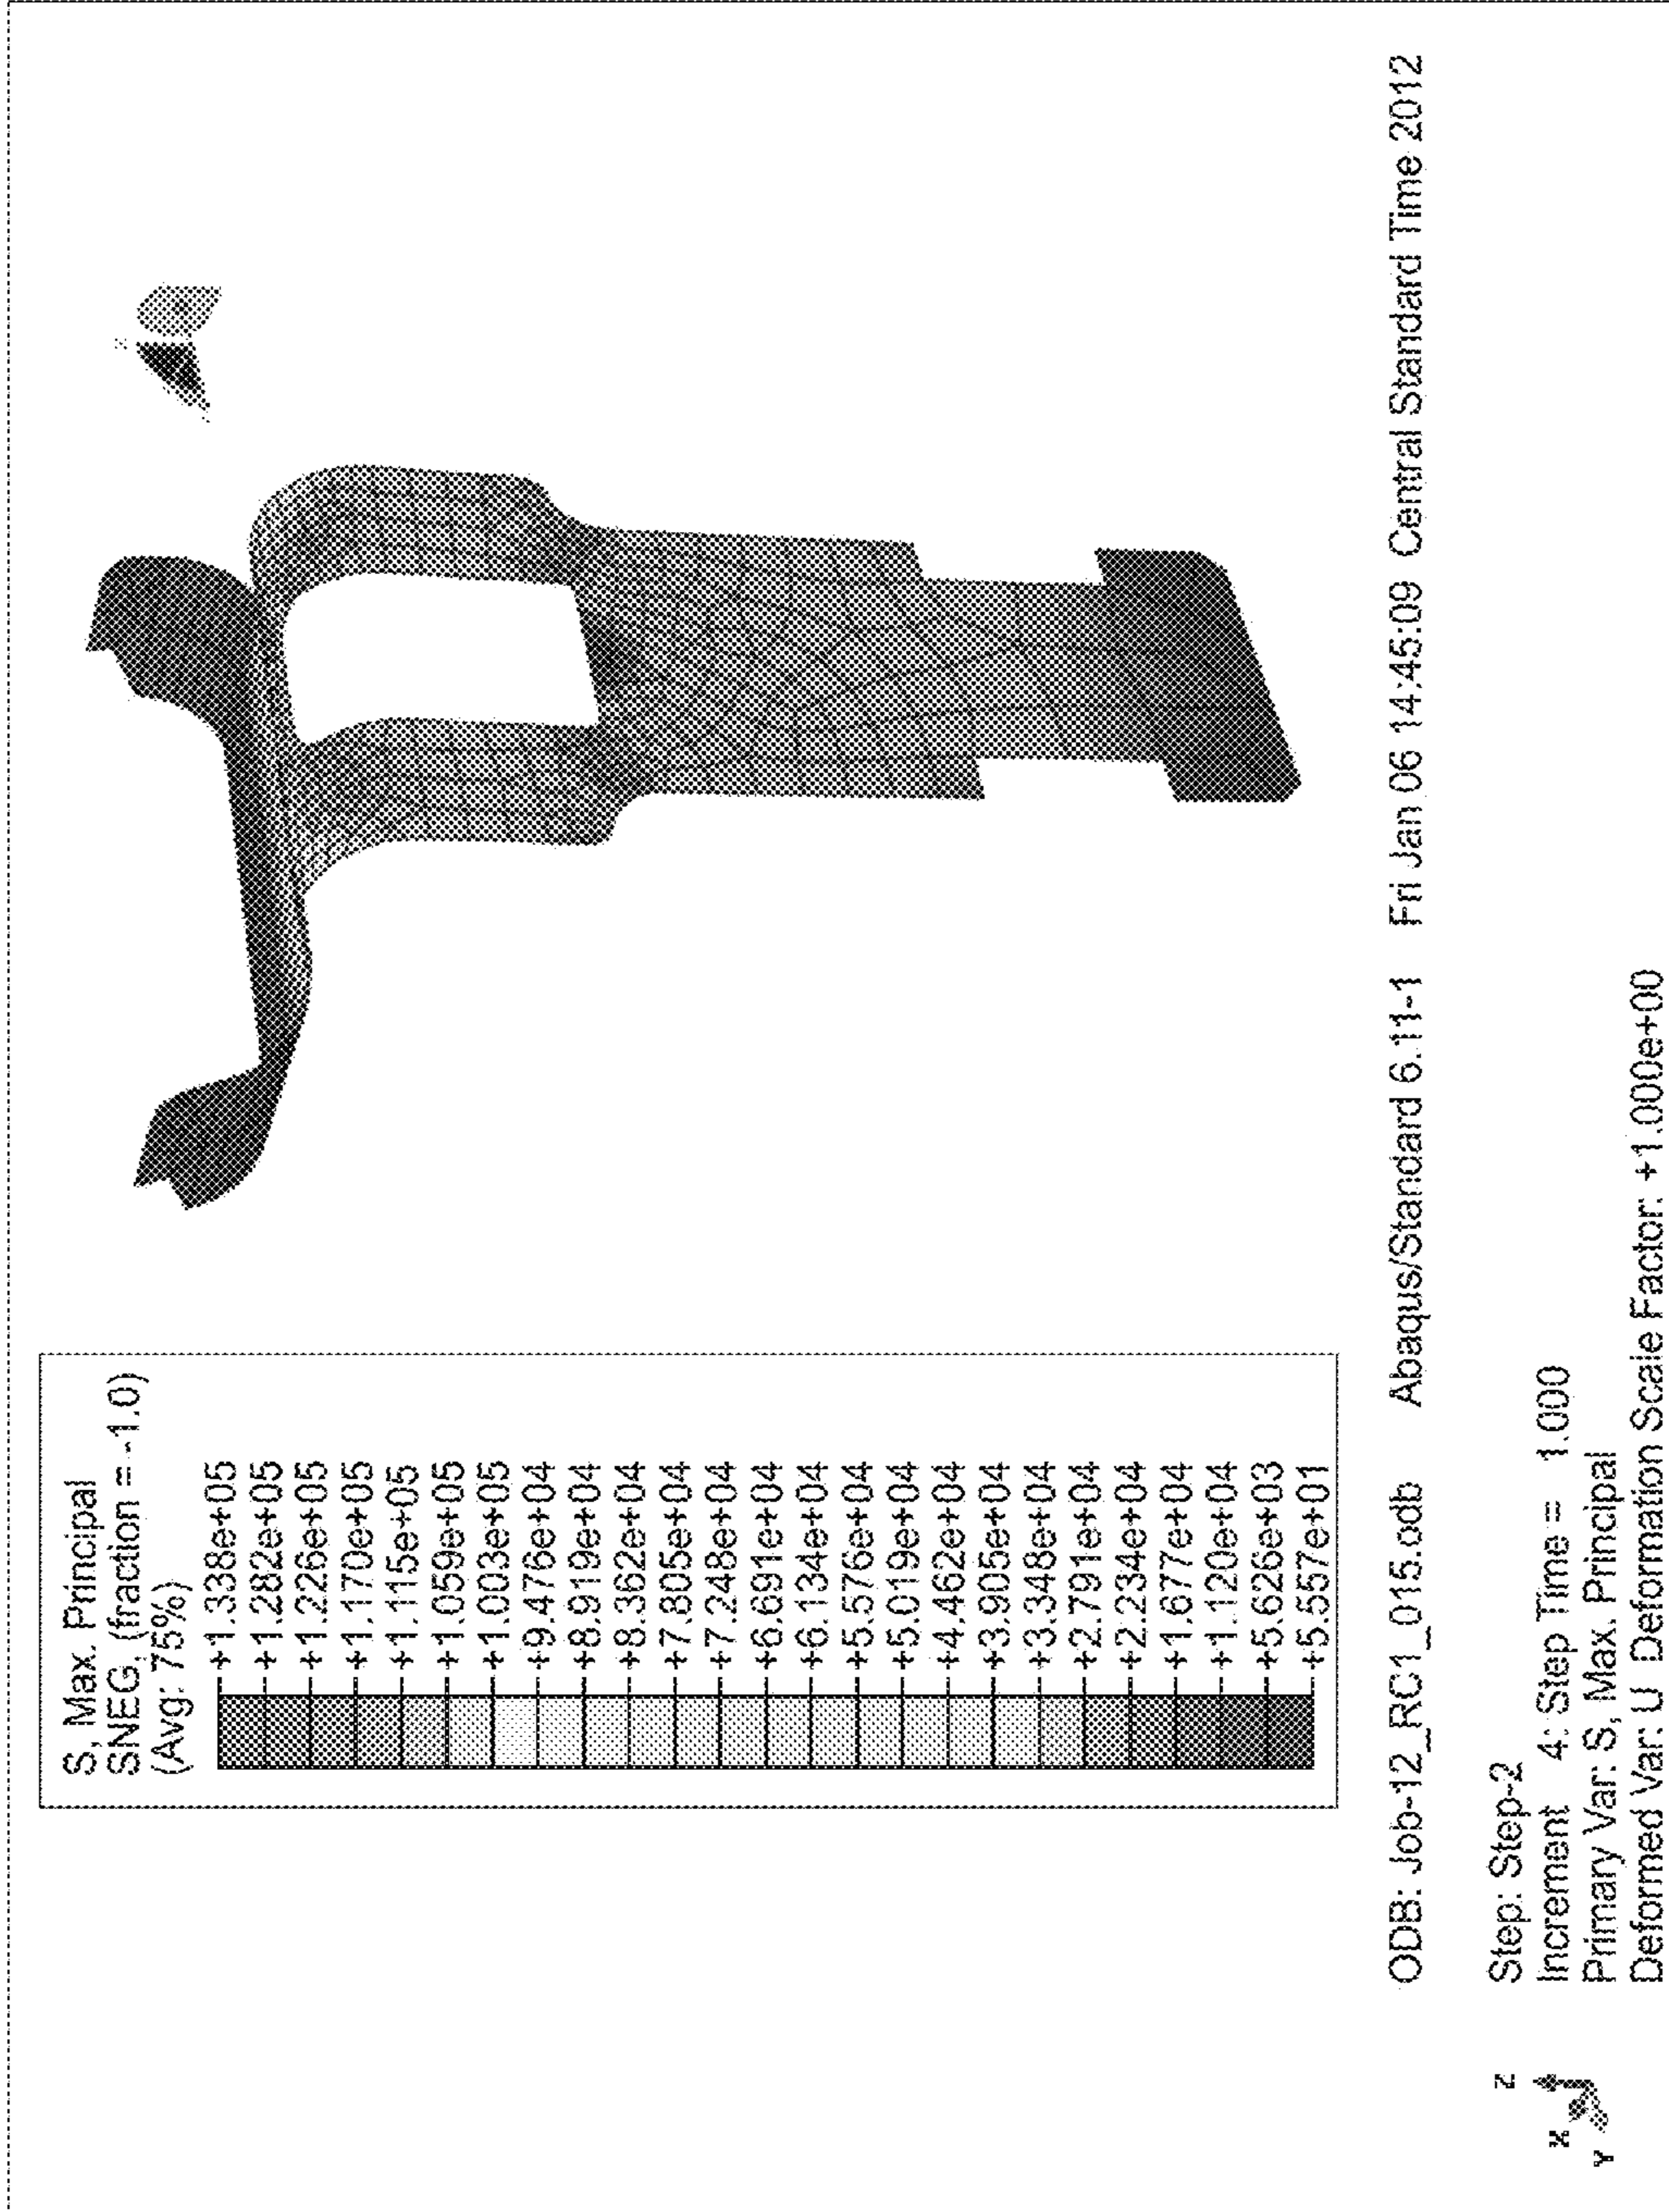 S, Max. Principal
SNEG, (fraction = -1.0)
(Avg: 75%)
+1.338e+05
+1.282e+05
+1.226e+05
+1.170e+05
+1.115e+05
+1.059e+05
+1.003e+05
+9.476e+04
+8.919e+04
+8.362e+04
+7.805e+04
+7.248e+04
+6.691e+04
+6.134e+04
+5.576e+04
+5.019e+04
+4.462e+04
+3.905e+04
+3.348e+04
+2.791e+04
+2.234e+04
+1.677e+04
+1.120e+04
+5.626e+03
+5.557e+01
ODB: Job-12_RC1_015.odb Abaqus/Standard 6.11-1 Fri Jan 06 14:45:09 Central Standard Time 2012
Z
X
Y
Step: Step-2
Increment 4: Step Time = 1.000
Primary Var: S, Max. Principal
Deformed Var: U Deformation Scale Factor: +1.000e+00